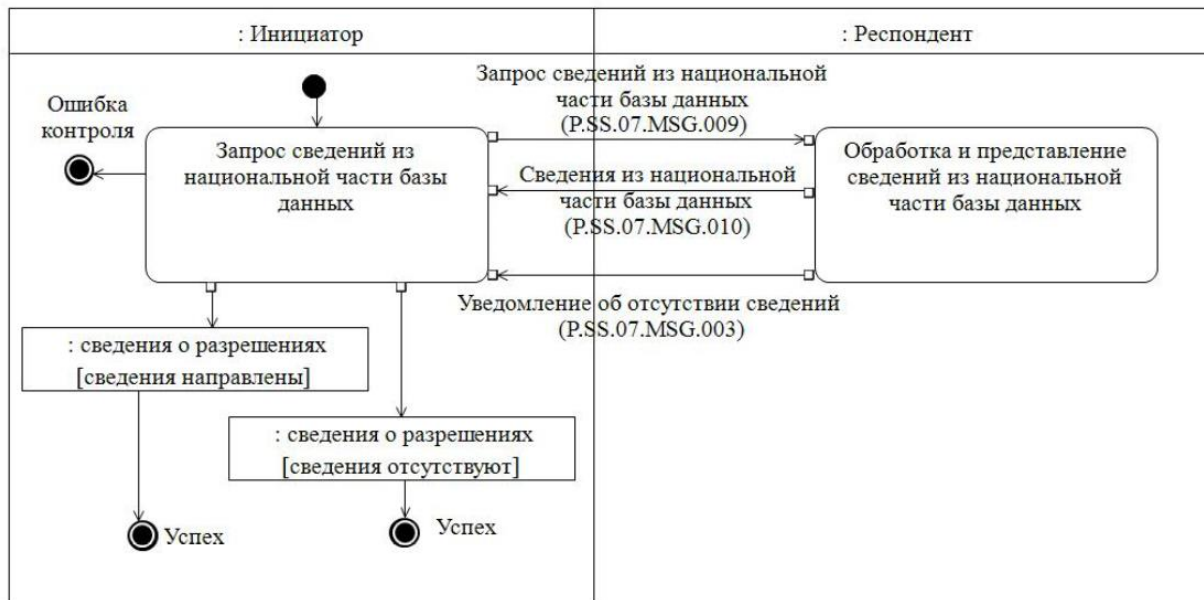 : Инициатор
: Респондент
Ошибка
контроля
Запрос сведений из
национальной части базы
данных
Запрос сведений из национальной
части базы данных
(P.SS.07.MSG.009)
Сведения из национальной
части базы данных
(P.SS.07.MSG.010)
Уведомление об отсутствии сведений
(P.SS.07.MSG.003)
Обработка и представление
сведений из национальной
части базы данных
: сведения о разрешениях
[сведения направлены]
: сведения о разрешениях
[сведения отсутствуют]
Успех
Успех